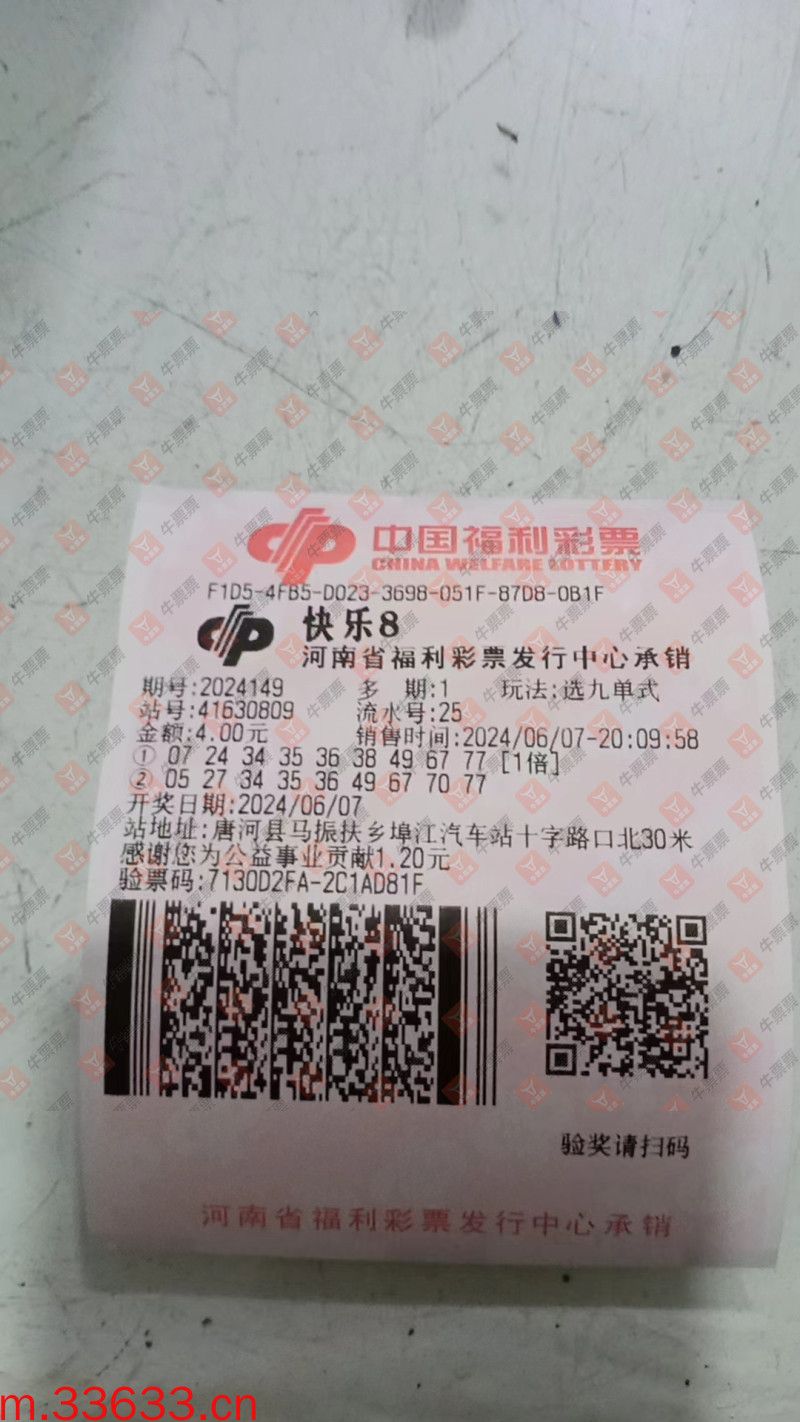 中国福利彩票
CHINA WELFARE LOTTERY
F1D5-4FB5-D023-3698-051F-87D8-0B1F
快乐8
河南省福利彩票发行中心承销
期号:2024149 多 期:1 玩法:选九单式
站号:41630809 流水号:25
金额:4.00元 销售时间:2024/06/07-20:09:58
① 07 24 34 35 36 38 49 67 77 [1倍]
② 05 27 34 35 36 49 67 70 77
开奖日期:2024/06/07
站地址:唐河县马振扶乡埠江汽车站十字路口北30米
感谢您为公益事业贡献1.20元
验票码:7130D2FA-2C1AD81F
验奖请扫码
河南省福利彩票发行中心承销
牛票票
m.33633.cn